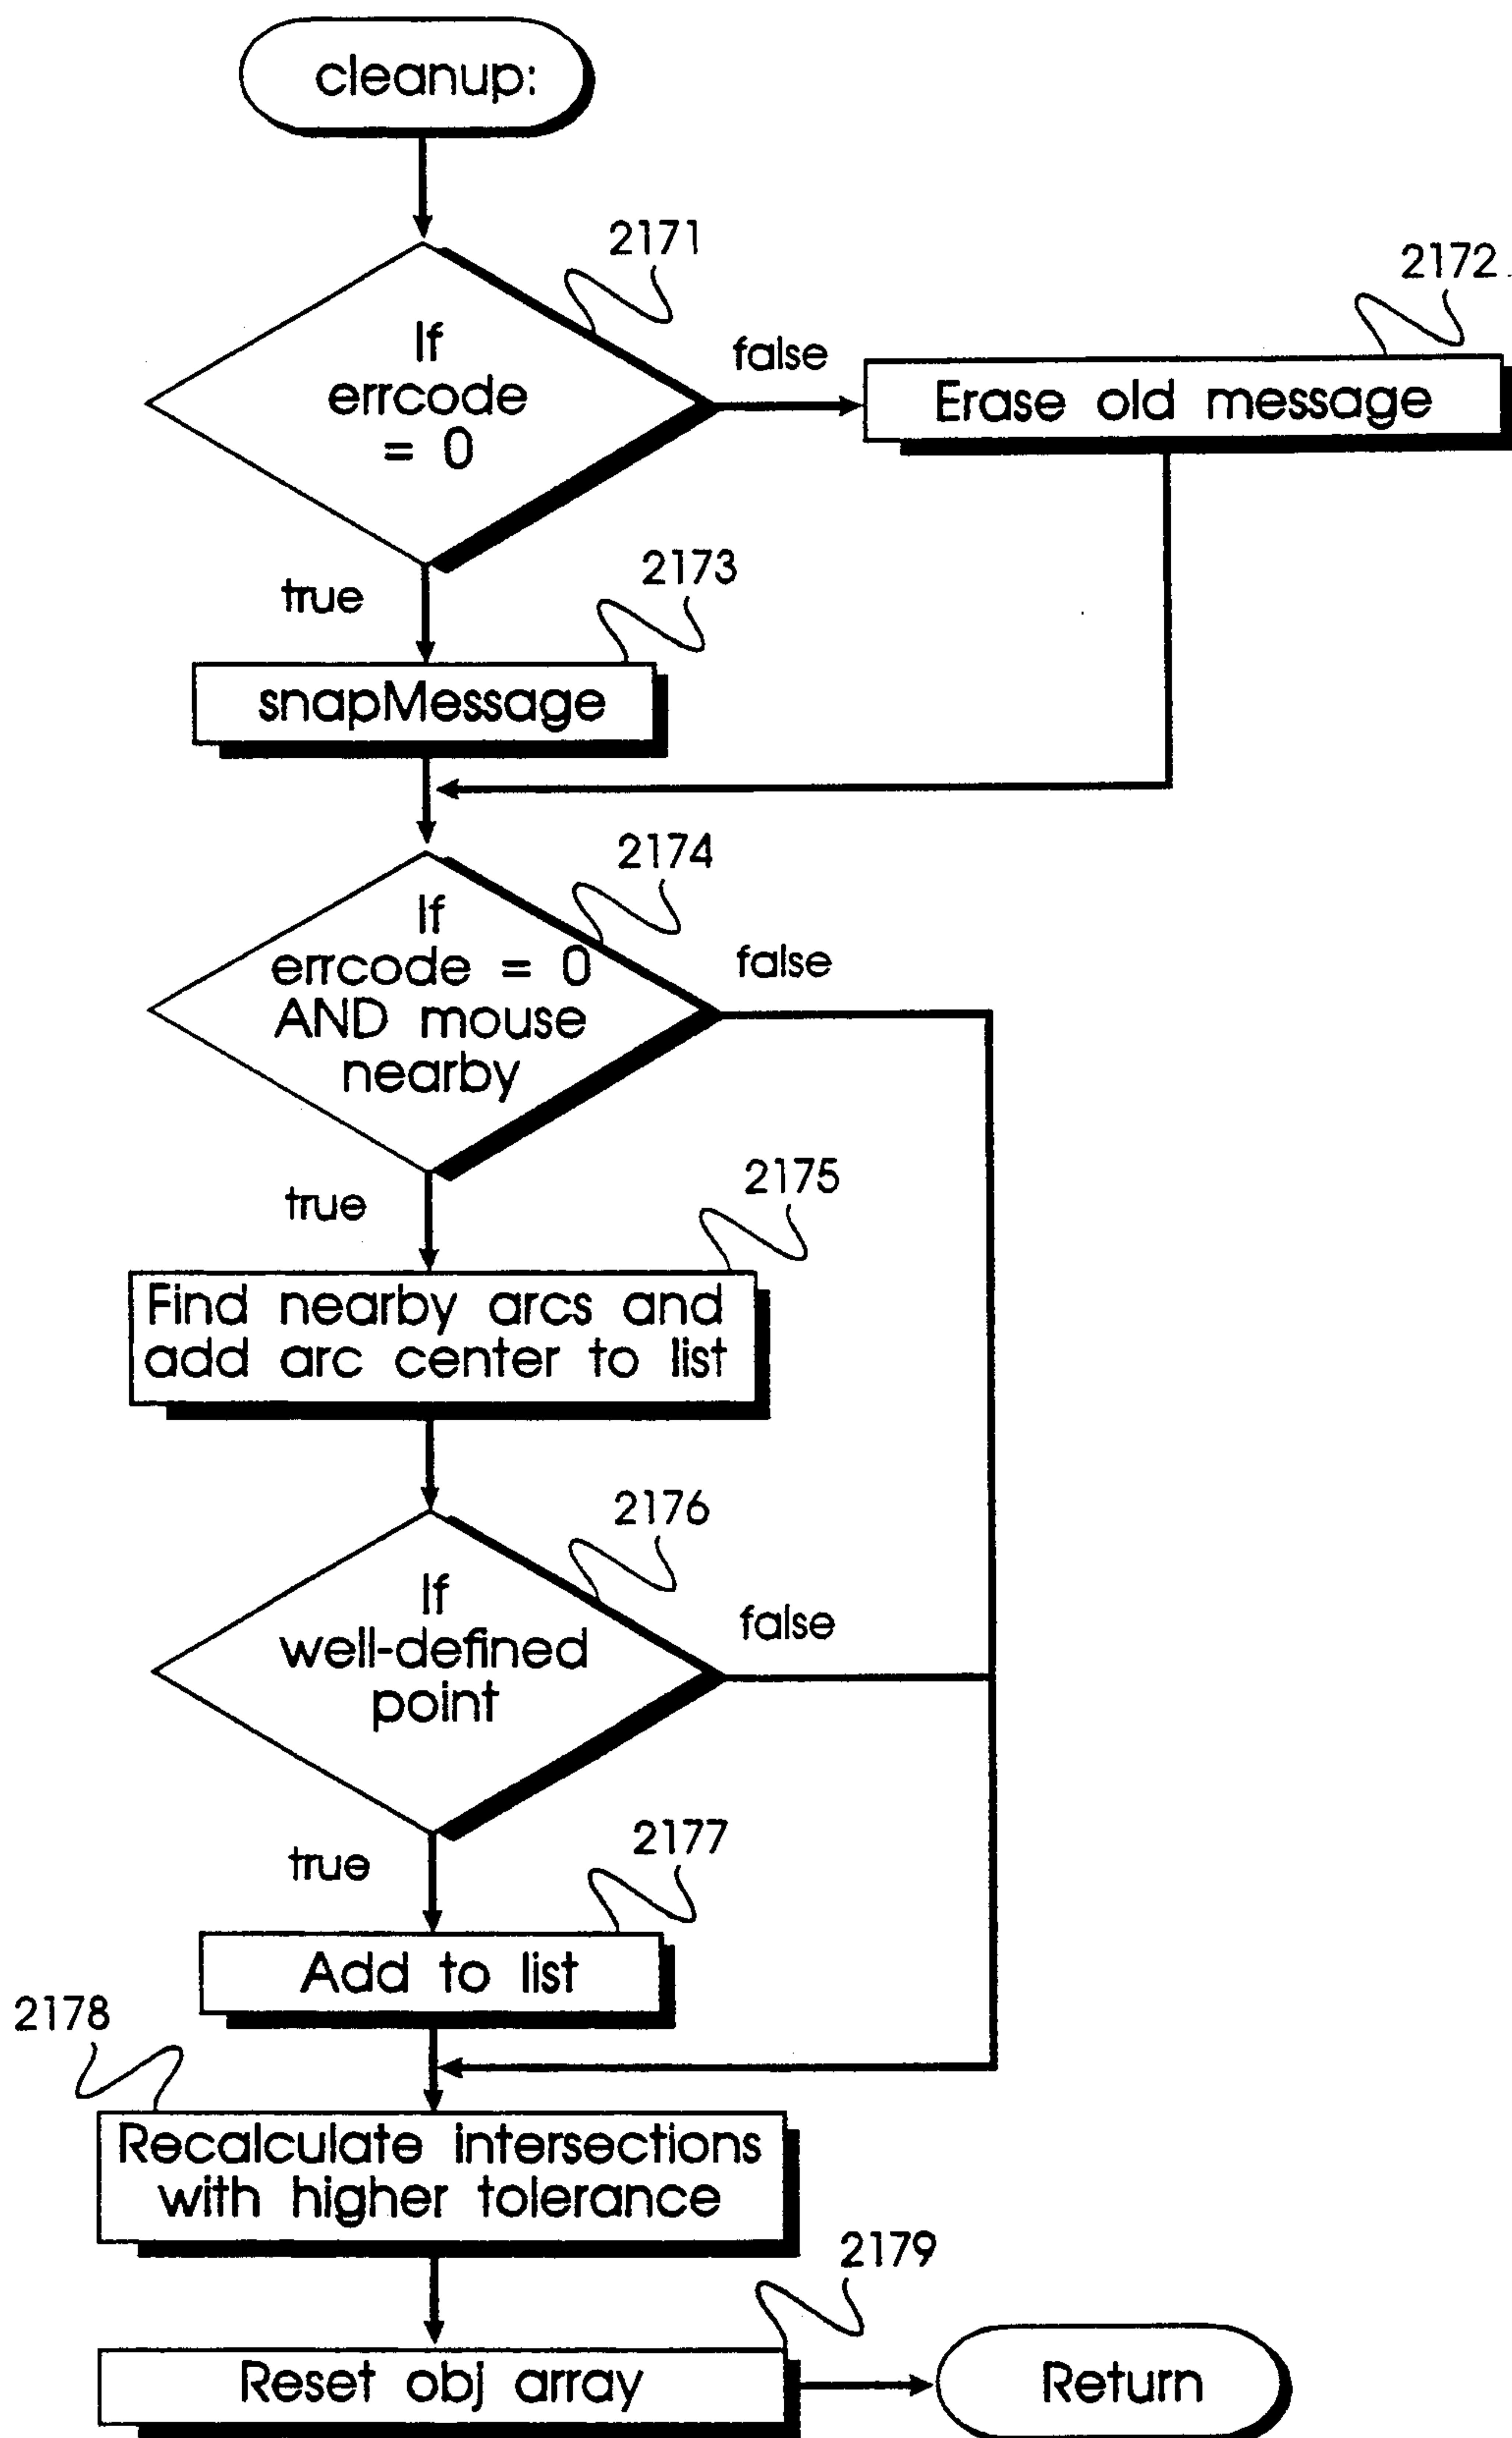 cleanup:
2171
2172
If
errcode
= 0
false
Erase old message
true
2173
snapMessage
2174
If
errcode = 0
AND mouse
nearby
false
true
2175
Find nearby arcs and
add arc center to list
2176
If
well-defined
point
false
true
2177
Add to list
2178
Recalculate intersections
with higher tolerance
2179
Reset obj array
Return